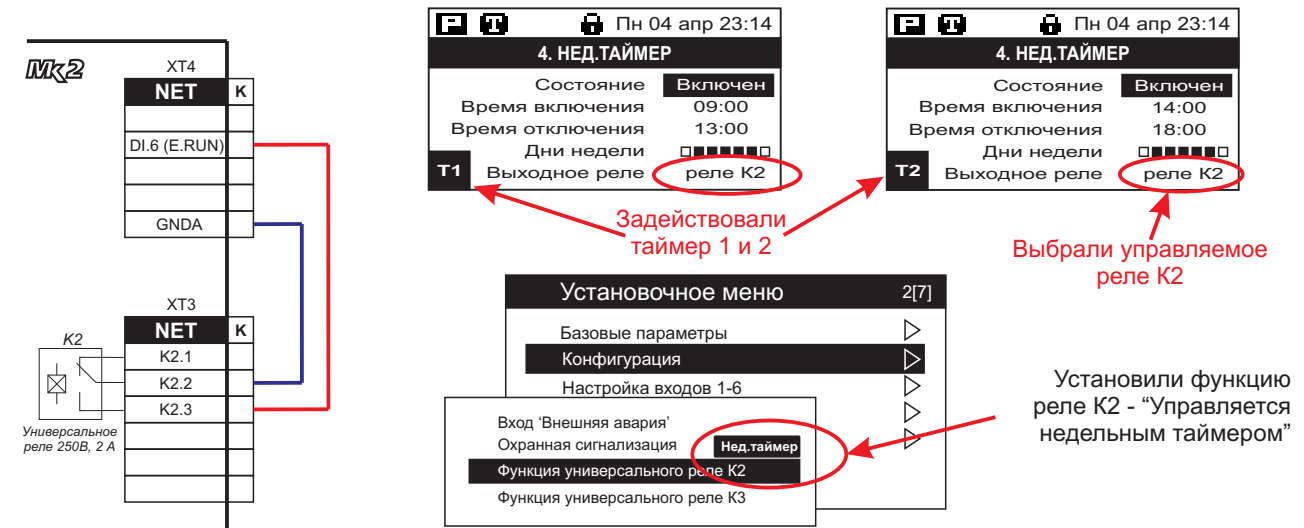 Mk2
XT4
NET K
DI.6 (E.RUN)
GNDA
XT3
NET K
K2
K2.1
K2.2
K2.3
Универсальное
реле 250В, 2 А
Пн 04 апр 23:14
4. НЕД.ТАЙМЕР
Состояние Включен
Время включения 09:00
Время отключения 13:00
Дни недели
T1 Выходное реле реле К2
Пн 04 апр 23:14
4. НЕД.ТАЙМЕР
Состояние Включен
Время включения 14:00
Время отключения 18:00
Дни недели
T2 Выходное реле реле К2
Задействовали
таймер 1 и 2
Выбрали управляемое
реле К2
Установочное меню 2[7]
Базовые параметры
Конфигурация
Настройка входов 1-6
Вход 'Внешняя авария'
Охранная сигнализация Нед.таймер
Функция универсального реле К2
Функция универсального реле К3
Установили функцию
реле К2 - “Управляется
недельным таймером”